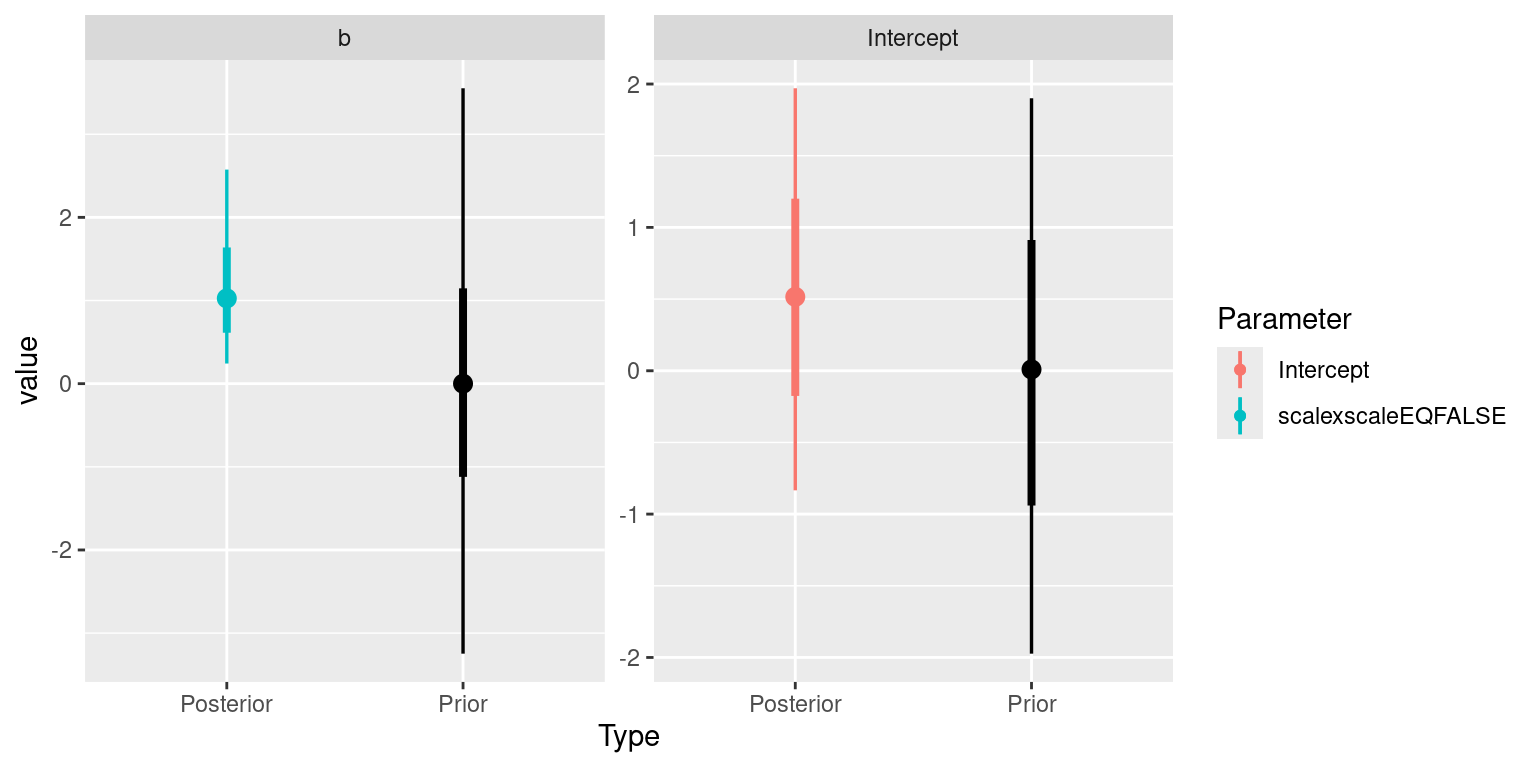 b
Intercept
value
2
0
-2
2
1
0
-1
-2
Posterior
Prior
Posterior
Prior
Type
Parameter
Intercept
scalexscaleEQFALSE